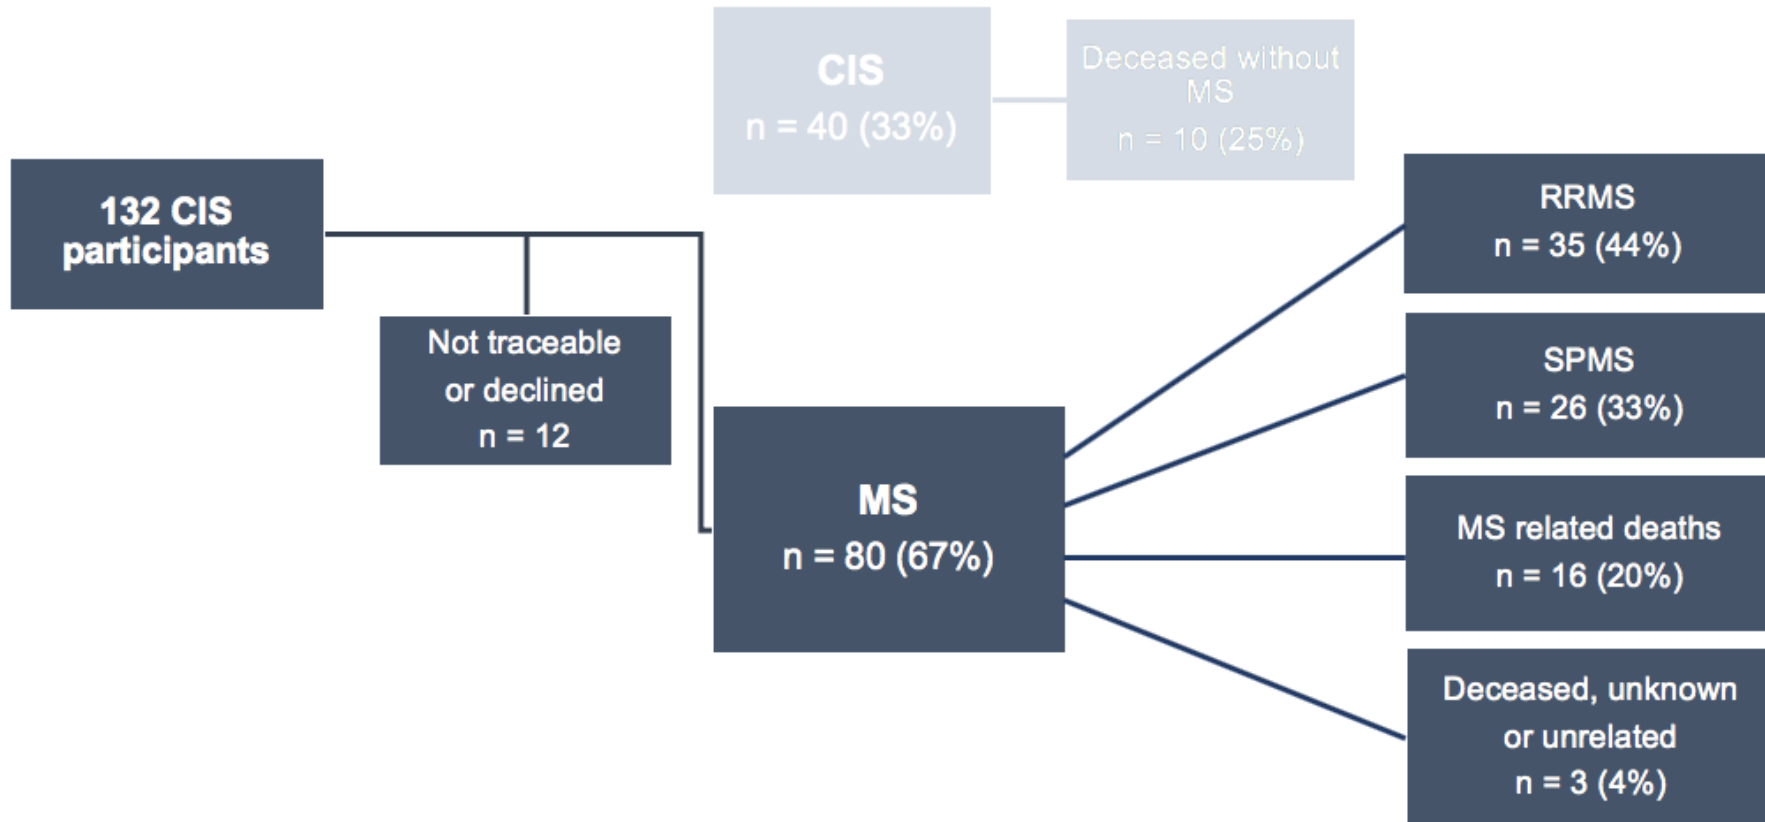 CIS
n = 40 (33%)
Deceased without
MS
n = 10 (25%)
132 CIS
participants
Not traceable
or declined
n = 12
MS
n = 80 (67%)
RRMS
n = 35 (44%)
SPMS
n = 26 (33%)
MS related deaths
n = 16 (20%)
Deceased, unknown
or unrelated
n = 3 (4%)